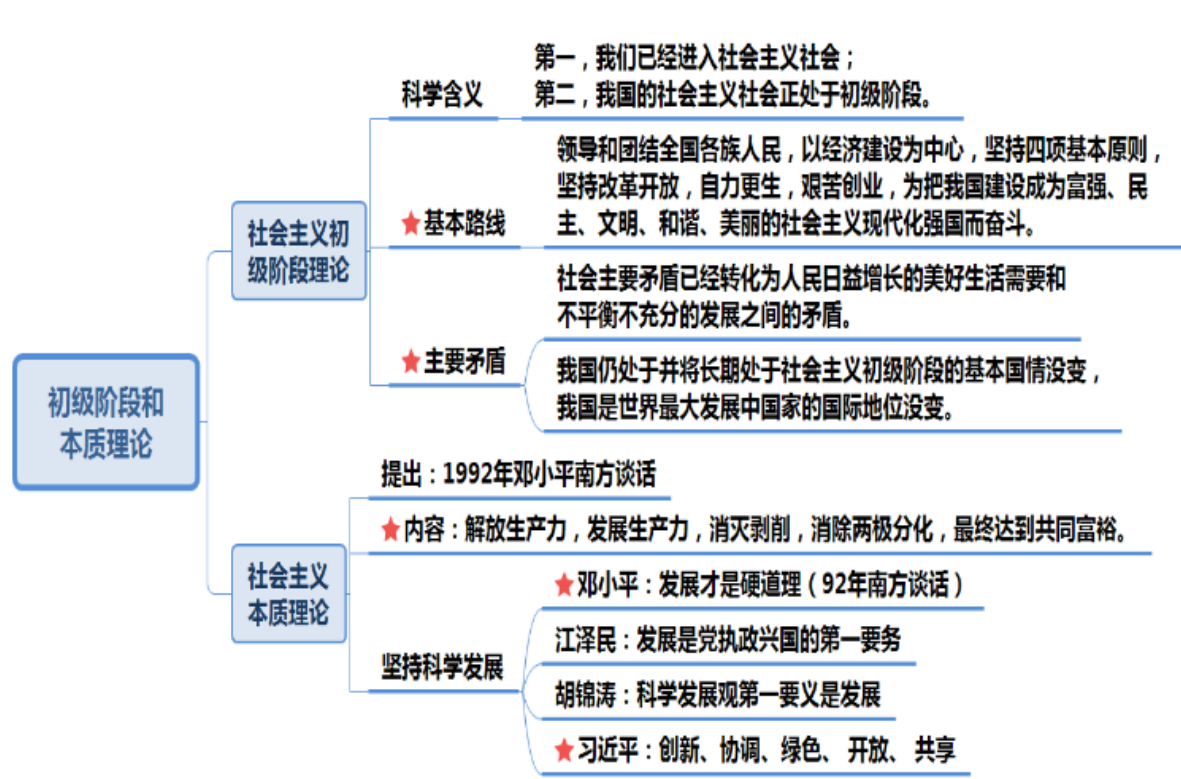 初级阶段和
本质理论
社会主义初
级阶段理论
科学含义
第一，我们已经进入社会主义社会；
第二，我国的社会主义社会正处于初级阶段。
基本路线
领导和团结全国各族人民，以经济建设为中心，坚持四项基本原则，
坚持改革开放，自力更生，艰苦创业，为把我国建设成为富强、民
主、文明、和谐、美丽的社会主义现代化强国而奋斗。
主要矛盾
社会主要矛盾已经转化为人民日益增长的美好生活需要和
不平衡不充分的发展之间的矛盾。
我国仍处于并将长期处于社会主义初级阶段的基本国情没变，
我国是世界最大发展中国家的国际地位没变。
社会主义
本质理论
提出：1992年邓小平南方谈话
内容：解放生产力，发展生产力，消灭剥削，消除两极分化，最终达到共同富裕。
坚持科学发展
邓小平：发展才是硬道理（92年南方谈话）
江泽民：发展是党执政兴国的第一要务
胡锦涛：科学发展观第一要义是发展
习近平：创新、协调、绿色、 开放、 共享